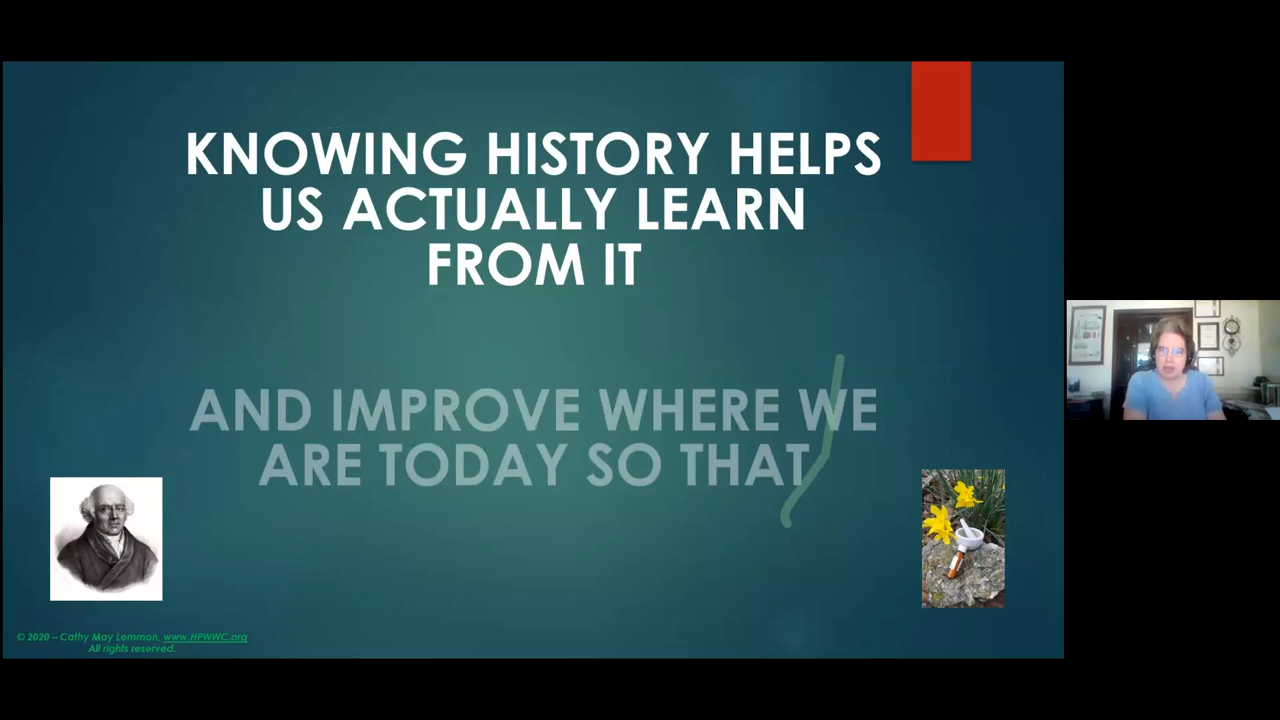 KNOWING HISTORY HELPS
US ACTUALLY LEARN
FROM IT
AND IMPROVE WHERE WE
ARE TODAY SO THAT
© 2020 – Cathy May Lemmon, www.HPWWC.org
All rights reserved.